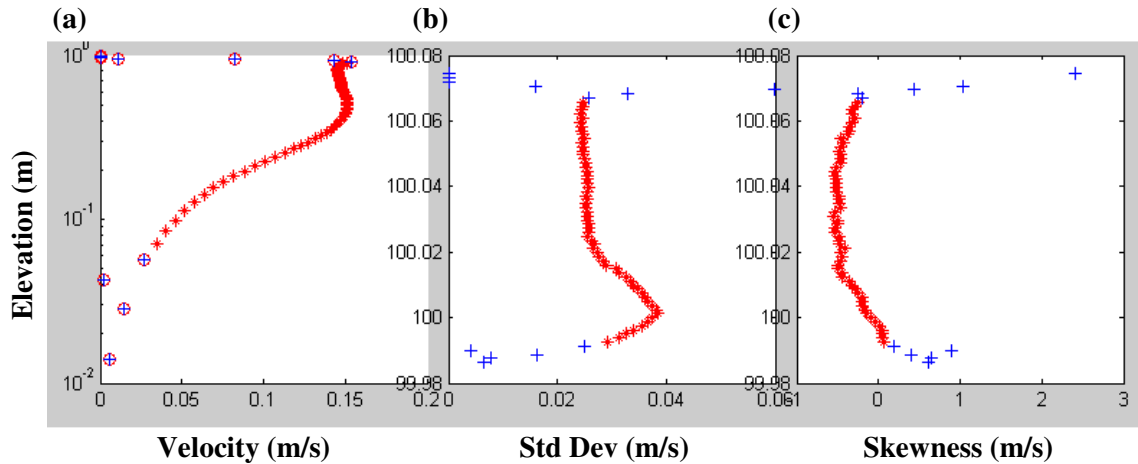 (a) (b) (c)
10^0 100.08 100.08
100.06 100.06
100.04 100.04
10^-1
100.02 100.02
100 100
10^-2 99.98 99.98
0 0.05 0.1 0.15 0.2 0 0.02 0.04 0.06 -1 0 1 2 3
Elevation (m)
Velocity (m/s) Std Dev (m/s) Skewness (m/s)